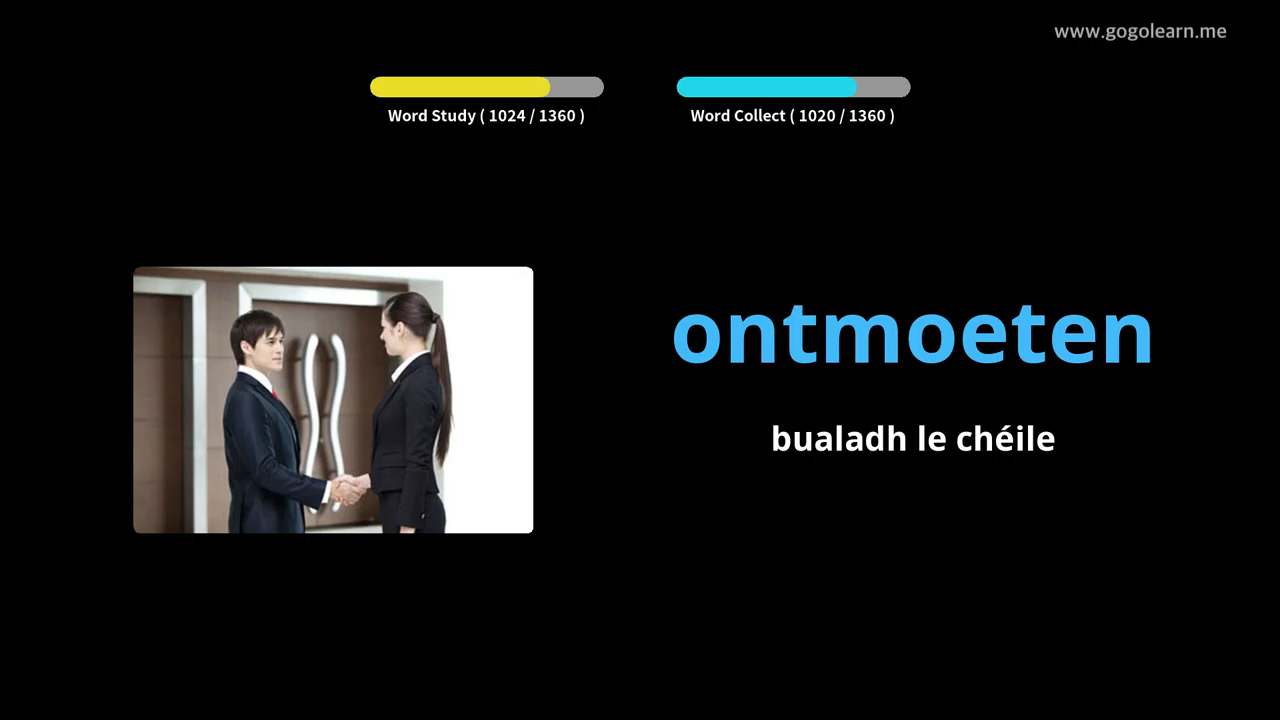 www.gogolearn.me
Word Study ( 1024 / 1360 )
Word Collect ( 1020 / 1360 )
ontmoeten
bualadh le chéile